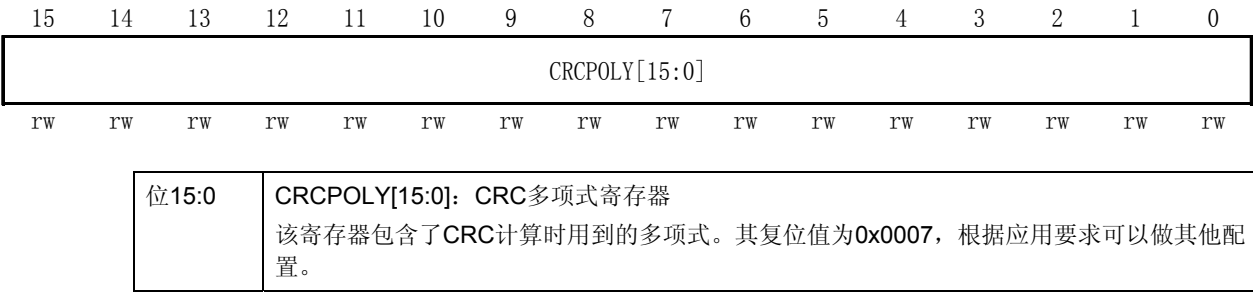 15 14 13 12 11 10 9 8 7 6 5 4 3 2 1 0
CRCPOLY[15:0]
rw rw rw rw rw rw rw rw rw rw rw rw rw rw rw rw
位15:0 CRCPOLY[15:0]：CRC多项式寄存器
该寄存器包含了CRC计算时用到的多项式。其复位值为0x0007，根据应用要求可以做其他配
置。